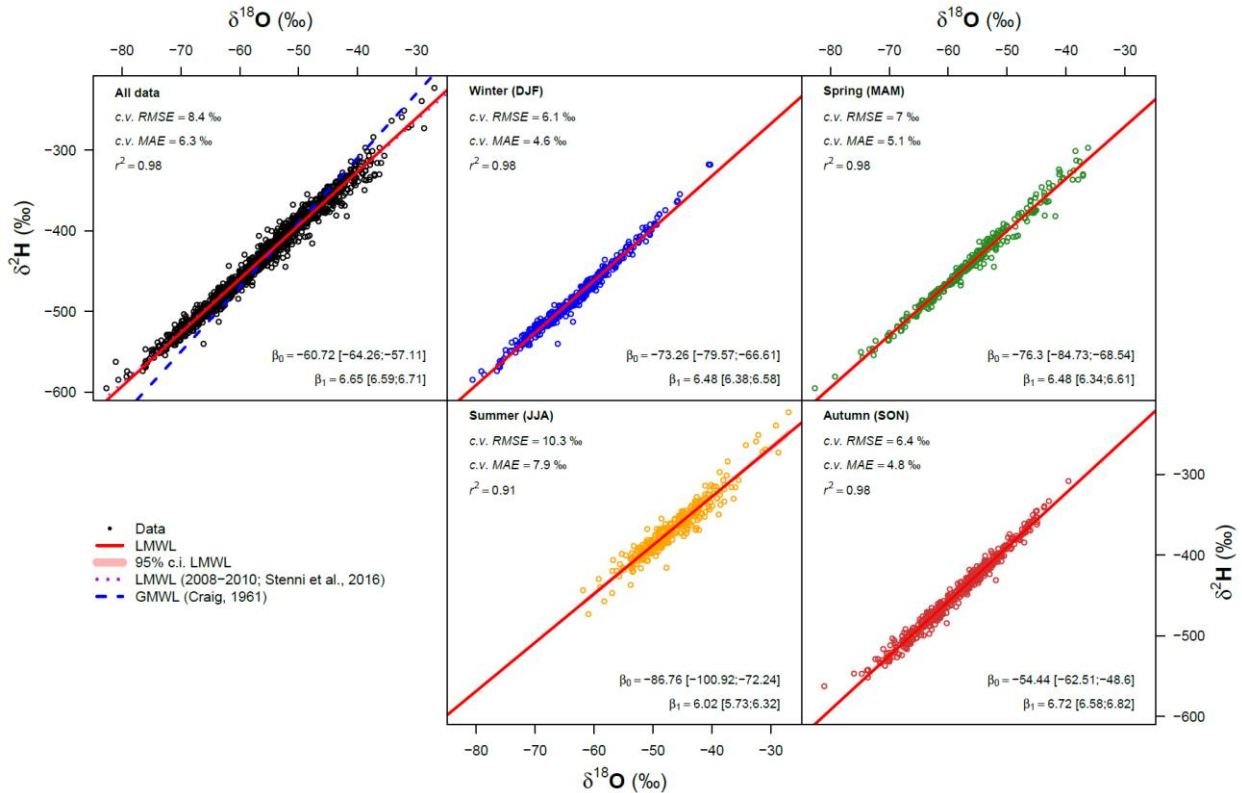 δ¹⁸O (‰)
δ¹⁸O (‰)
−80 −70 −60 −50 −40 −30
−80 −70 −60 −50 −40 −30
All data
c.v. RMSE = 8.4 ‰
c.v. MAE = 6.3 ‰
r² = 0.98
β₀ = −60.72 [−64.26;−57.11]
β₁ = 6.65 [6.59;6.71]
Winter (DJF)
c.v. RMSE = 6.1 ‰
c.v. MAE = 4.6 ‰
r² = 0.98
β₀ = −73.26 [−79.57;−66.61]
β₁ = 6.48 [6.38;6.58]
Spring (MAM)
c.v. RMSE = 7 ‰
c.v. MAE = 5.1 ‰
r² = 0.98
β₀ = −76.3 [−84.73;−68.54]
β₁ = 6.48 [6.34;6.61]
δ²H (‰)
−300
−400
−500
−600
Summer (JJA)
c.v. RMSE = 10.3 ‰
c.v. MAE = 7.9 ‰
r² = 0.91
β₀ = −86.76 [−100.92;−72.24]
β₁ = 6.02 [5.73;6.32]
Autumn (SON)
c.v. RMSE = 6.4 ‰
c.v. MAE = 4.8 ‰
r² = 0.98
β₀ = −54.44 [−62.51;−48.6]
β₁ = 6.72 [6.58;6.82]
−300
−400
−500
−600
δ²H (‰)
Data
LMWL
95% c.i. LMWL
LMWL (2008−2010; Stenni et al., 2016)
GMWL (Craig, 1961)
−80 −70 −60 −50 −40 −30
δ¹⁸O (‰)